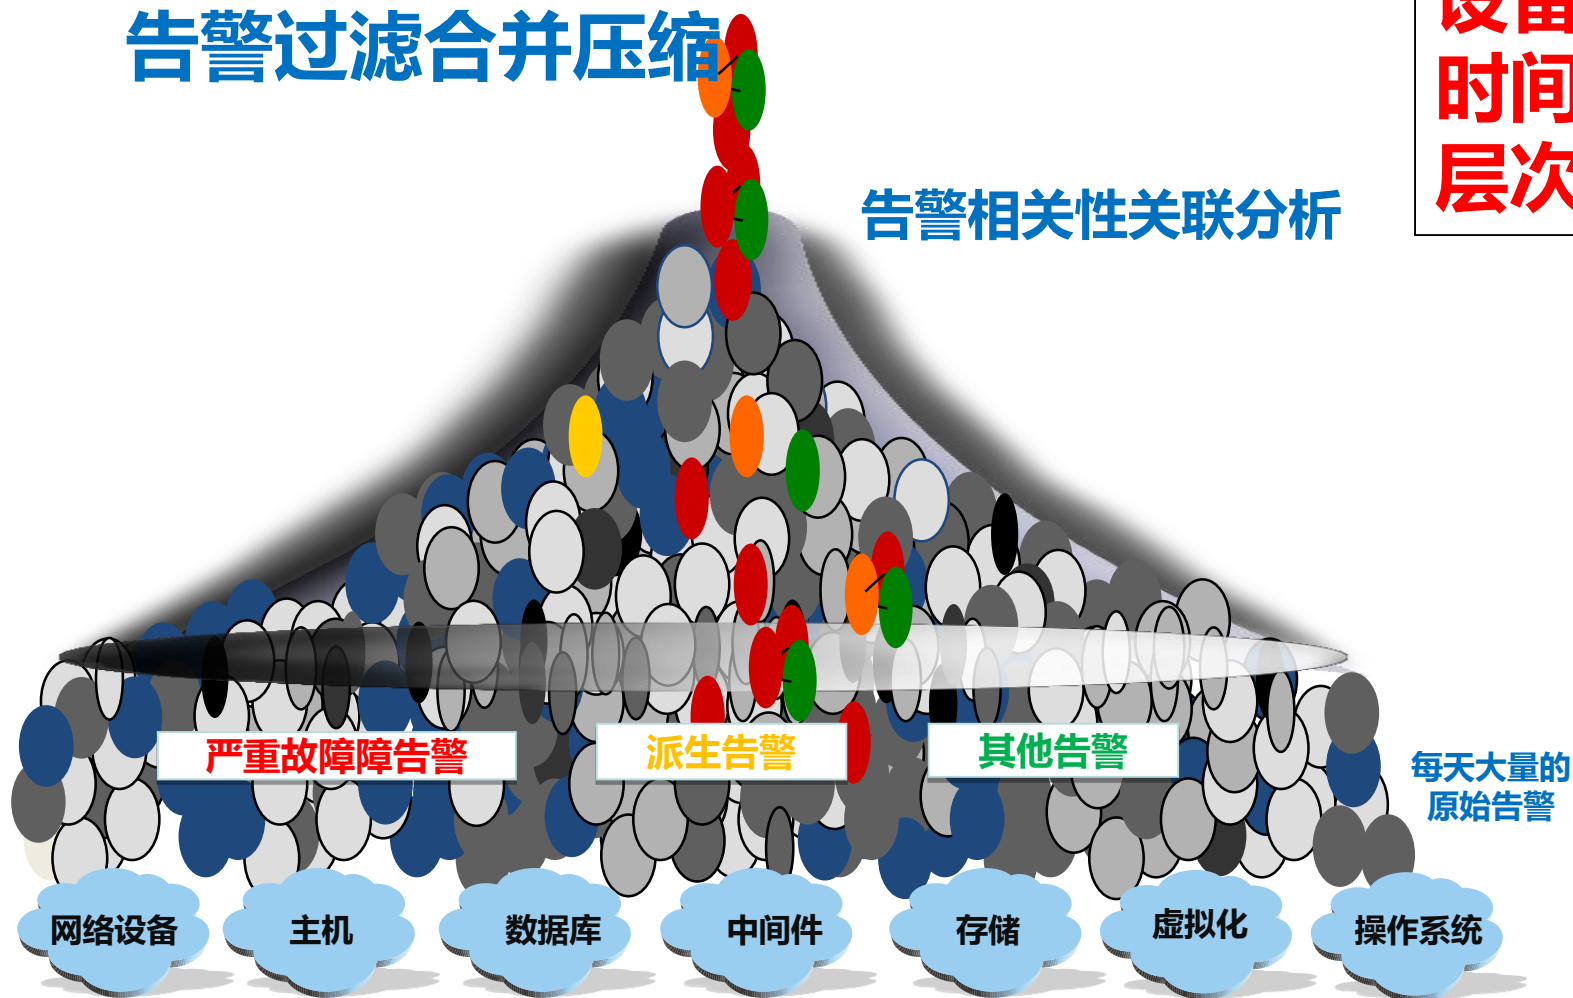 告警过滤合并压缩
设备
时间
层次
告警相关性关联分析
严重故障障告警
派生告警
其他告警
每天大量的
原始告警
网络设备
主机
数据库
中间件
存储
虚拟化
操作系统